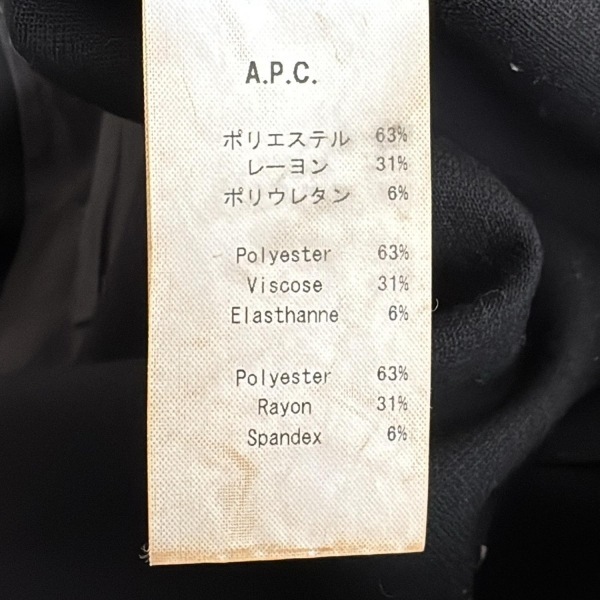 A.P.C.
ポリエステル 63%
レーヨン 31%
ポリウレタン 6%
Polyester 63%
Viscose 31%
Elasthanne 6%
Polyester 63%
Rayon 31%
Spandex 6%